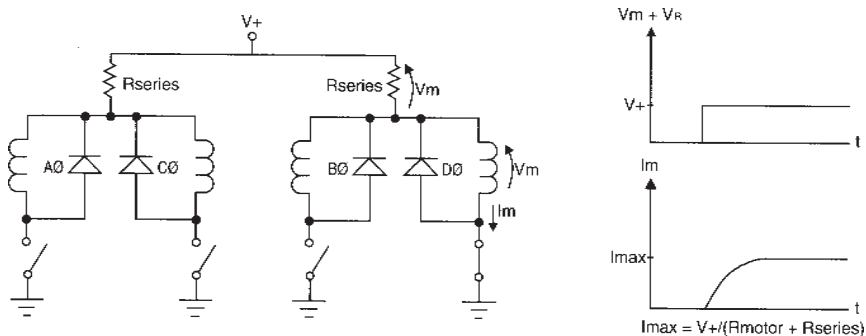 V+
Rseries
Rseries
Vm
AØ
CØ
BØ
DØ
Vm
Im
Vm + VR
V+
t
Im
Imax
t
Imax = V+/(Rmotor + Rseries)